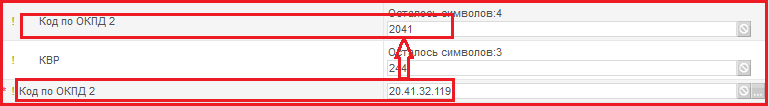 Осталось символов:4
! Код по ОКПД 2 2041
Осталось символов:3
! КВР 244
* ! Код по ОКПД 2 20.41.32.119 ...